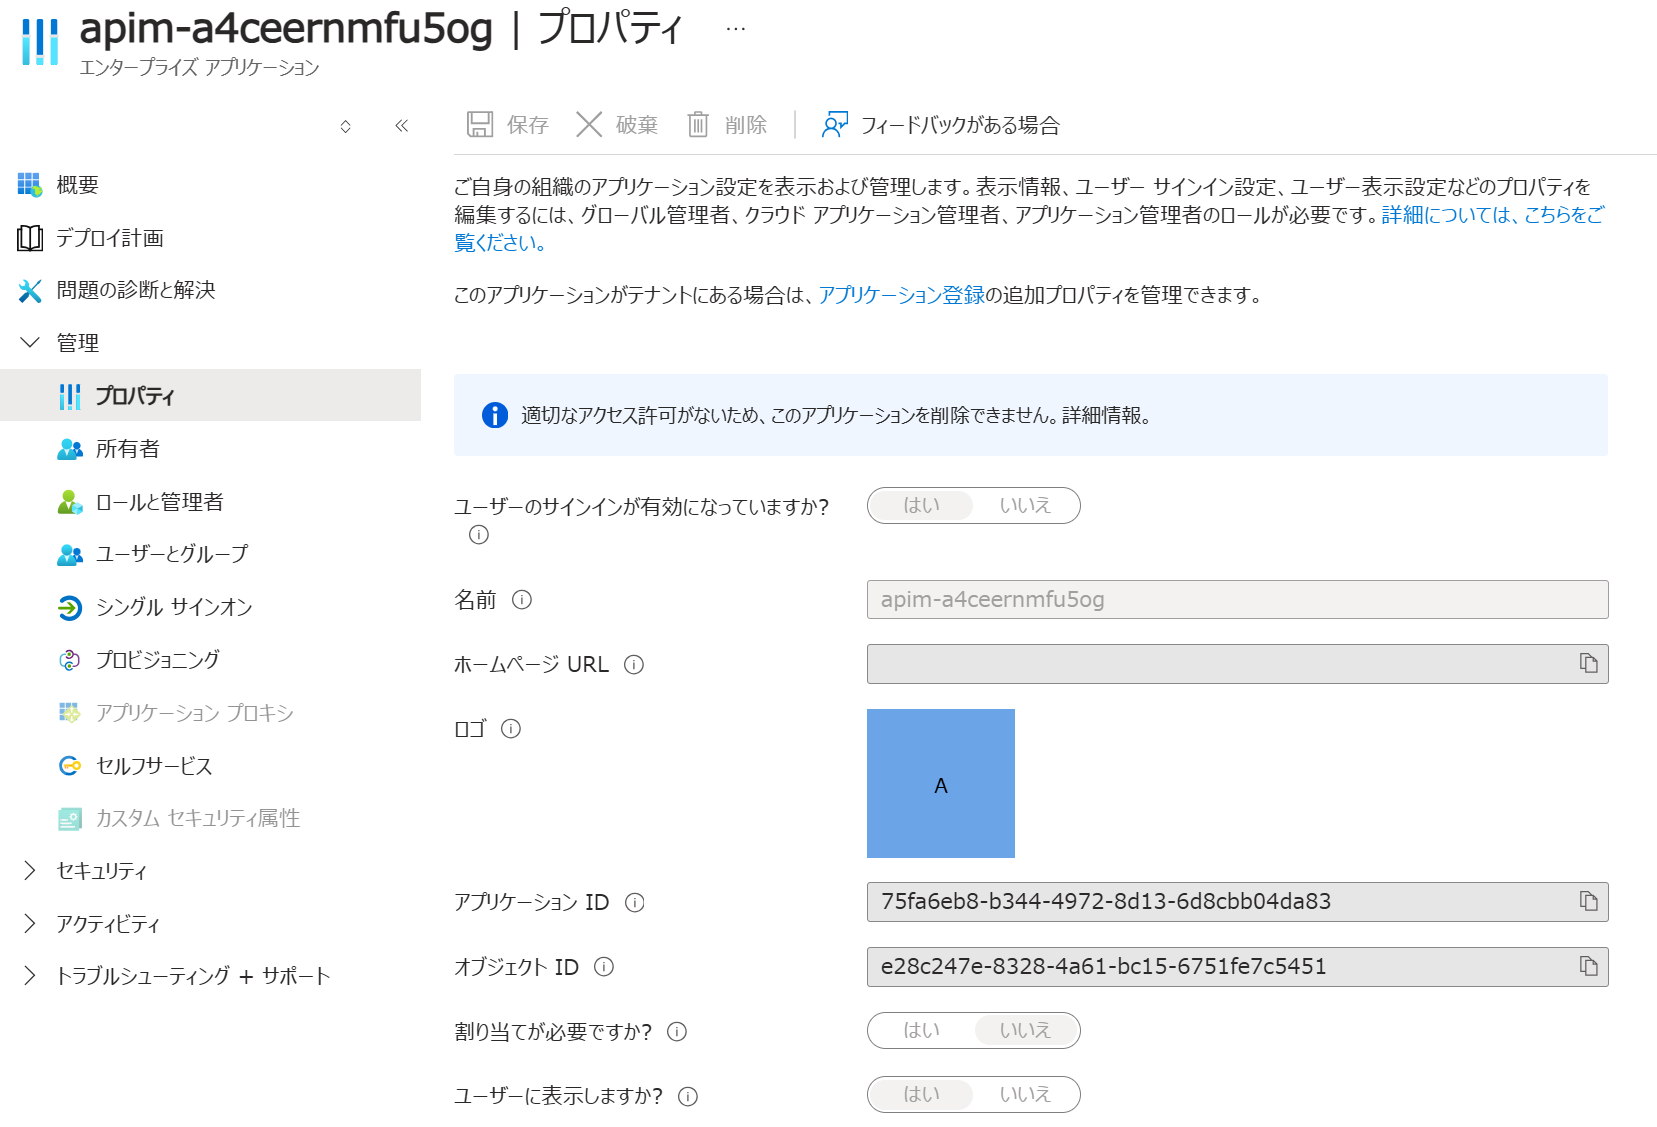 apim-a4ceernmfu5og | プロパティ …
エンタープライズ アプリケーション
保存 破棄 削除 フィードバックがある場合
概要
デプロイ計画
問題の診断と解決
管理
プロパティ
所有者
ロールと管理者
ユーザーとグループ
シングル サインオン
プロビジョニング
アプリケーション プロキシ
セルフサービス
カスタム セキュリティ属性
セキュリティ
アクティビティ
トラブルシューティング + サポート
ご自身の組織のアプリケーション設定を表示および管理します。表示情報、ユーザー サインイン設定、ユーザー表示設定などのプロパティを
編集するには、グローバル管理者、クラウド アプリケーション管理者、アプリケーション管理者のロールが必要です。詳細については、こちらをご
覧ください。
このアプリケーションがテナントにある場合は、アプリケーション登録の追加プロパティを管理できます。
適切なアクセス許可がないため、このアプリケーションを削除できません。詳細情報。
ユーザーのサインインが有効になっていますか? はい いいえ
名前 apim-a4ceernmfu5og
ホームページ URL
ロゴ
A
アプリケーション ID 75fa6eb8-b344-4972-8d13-6d8cbb04da83
オブジェクト ID e28c247e-8328-4a61-bc15-6751fe7c5451
割り当てが必要ですか? はい いいえ
ユーザーに表示しますか? はい いいえ